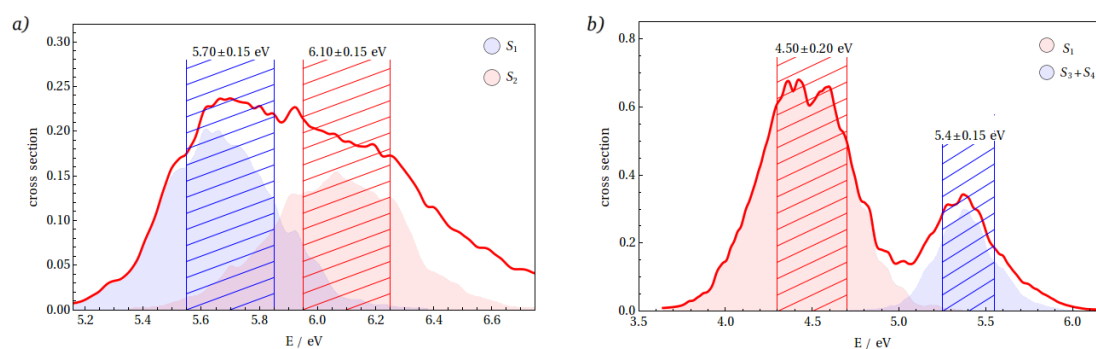 a)
5.70±0.15 eV
6.10±0.15 eV
S1
S2
0.30
0.25
0.20
0.15
0.10
0.05
0.00
cross section
5.2
5.4
5.6
5.8
6.0
6.2
6.4
6.6
E / eV
b)
4.50±0.20 eV
5.4±0.15 eV
S1
S3+S4
0.8
0.6
0.4
0.2
0.0
cross section
3.5
4.0
4.5
5.0
5.5
6.0
E / eV